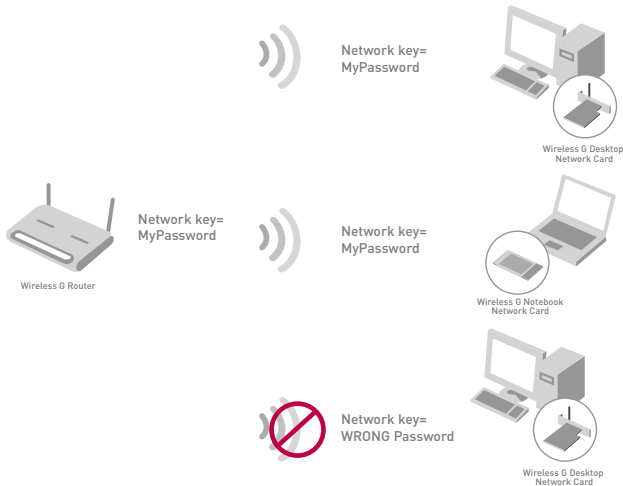 Network key=
MyPassword
Wireless G Desktop
Network Card
Network key=
MyPassword
Wireless G Router
Network key=
MyPassword
Wireless G Notebook
Network Card
Network key=
WRONG Password
Wireless G Desktop
Network Card